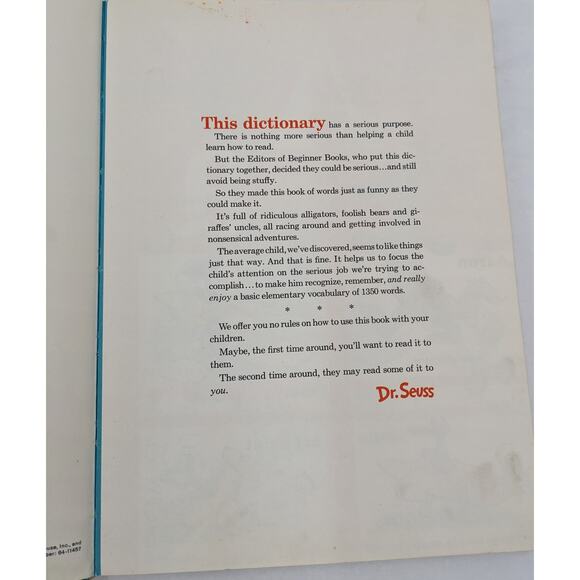 This dictionary has a serious purpose.
There is nothing more serious than helping a child
learn how to read.
But the Editors of Beginner Books, who put this dic-
tionary together, decided they could be serious...and still
avoid being stuffy.
So they made this book of words just as funny as they
could make it.
It's full of ridiculous alligators, foolish bears and gi-
raffes' uncles, all racing around and getting involved in
nonsensical adventures.
The average child, we've discovered, seems to like things
just that way. And that is fine. It helps us to focus the
child's attention on the serious job we're trying to ac-
complish...to make him recognize, remember, and really
enjoy a basic elementary vocabulary of 1350 words.
* * *
We offer you no rules on how to use this book with your
children.
Maybe, the first time around, you'll want to read it to
them.
The second time around, they may read some of it to
you.
Dr. Seuss
Inc., and
64-11457